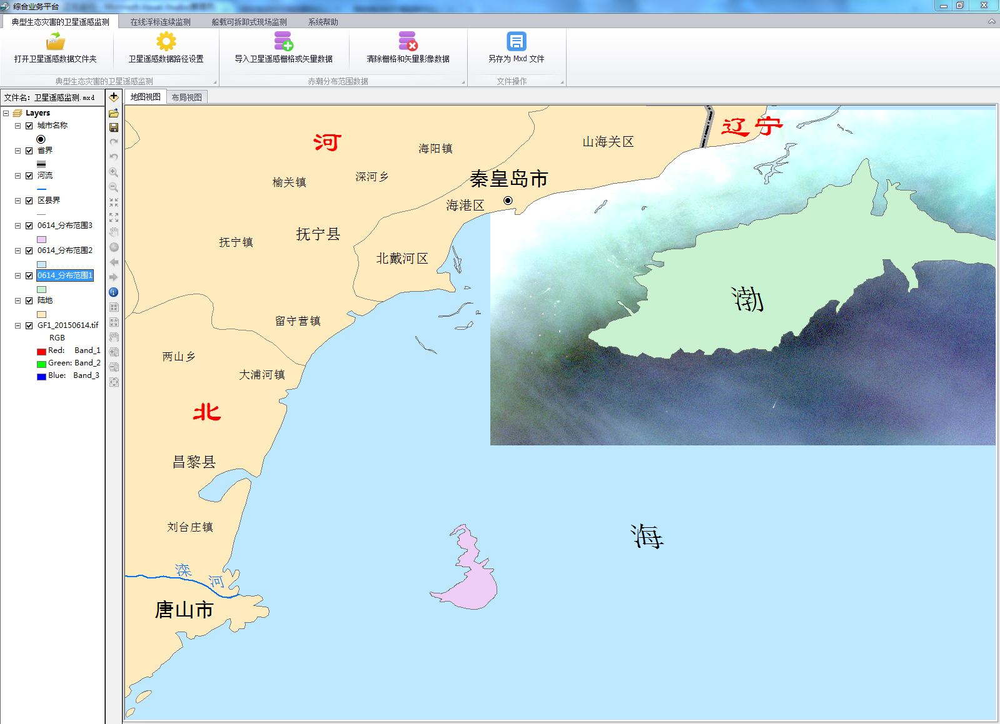 综合业务平台
典型生态灾害的卫星遥感监测 在线浮标连续监测 船载可拆卸式现场监测 系统帮助
打开卫星遥感数据文件夹 卫星遥感数据路径设置 导入卫星遥感栅格或矢量数据 清除栅格和矢量影像数据 另存为 Mxd 文件
典型生态灾害的卫星遥感监测 赤潮分布范围数据 文件操作
文件名: 卫星遥感监测.mxd
地图视图 布局视图
Layers
城市名称
省界
河流
区县界
0614_分布范围3
0614_分布范围2
0614_分布范围1
陆地
GF1_20150614.tif
RGB
Red: Band_1
Green: Band_2
Blue: Band_3
辽宁
河
山海关区
海阳镇
深河乡
秦皇岛市
榆关镇
海港区
抚宁县
抚宁镇
北戴河区
渤
留守营镇
两山乡
大浦河镇
北
昌黎县
刘台庄镇
海
滦
河
唐山市